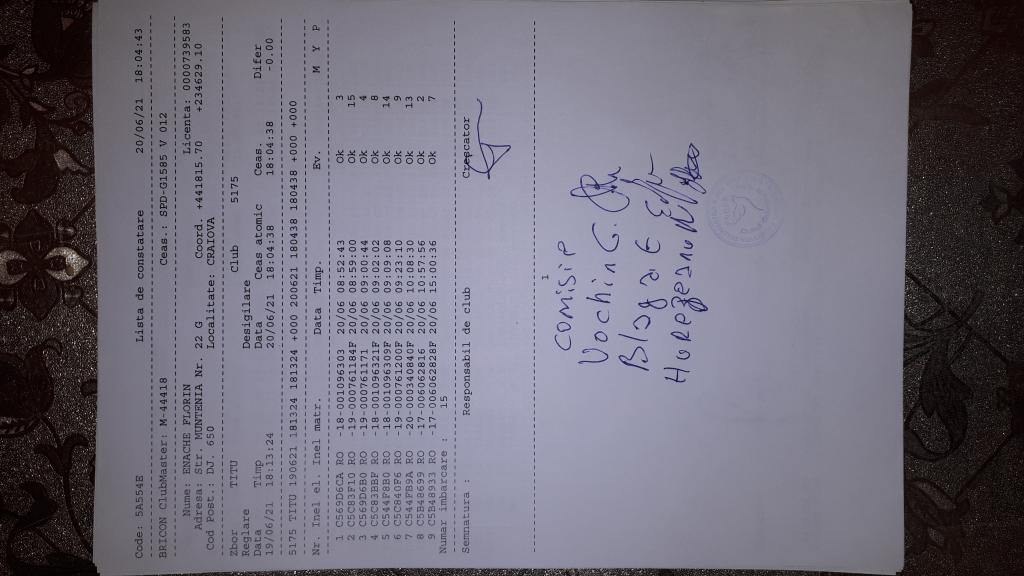 Code: 5A554E Lista de constatare 20/06/21 18:04:43
BRICON ClubMaster: M-44418 Ceas.: SPD-G1585 V 012
Nume: ENACHE FLORIN Licenta: 0000739583
Adresa: Str. MUNTENIA Nr. 22 G Coord. +441815.70 +234629.10
Cod Post.: DJ. 650 Localitate: CRAIOVA
Zbor TITU Club 5175
Reglare Desigilare
Data Timp Data Ceas atomic Ceas. Difer
19/06/21 18:13:24 20/06/21 18:04:38 18:04:38 -0.00
5175 TITU 190621 181324 181324 +000 200621 180438 180438 +000 +000
Nr. Inel el. Inel matr. Data Timp. Ev. M Y P
1 C569D6CA RO -18-001096303 20/06 08:52:43 Ok 3
2 C5C83F10 RO -19-000761184F 20/06 08:59:00 Ok 15
3 C569D6B0 RO -19-000761171 20/06 09:00:44 Ok 4
4 C5C83BBF RO -18-001096321F 20/06 09:02:02 Ok 8
5 C544F8B0 RO -18-001096309F 20/06 09:09:08 Ok 14
6 C5C840F6 RO -19-000761200F 20/06 09:23:10 Ok 9
7 C544FB9A RO -20-000340840F 20/06 10:08:30 Ok 13
8 C5B48699 RO -17-006062816 20/06 10:57:56 Ok 2
9 C5B48933 RO -17-006062828F 20/06 15:00:36 Ok 7
Numar imbarcare : 15
Semnatura : Responsabil de club Crescator
1
COMISIE
Vochin G.
Blaga E
Hurezeanu